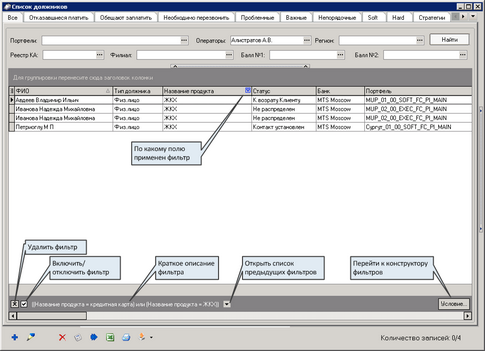 Список должников
Все Отказавшиеся платить Обещают заплатить Необходимо перезвонить Проблемные Важные Непорядочные Soft Hard Стратегии
Портфели: Операторы: Алистратов А.В. Регион: Найти
Реестр КА: Филиал: Балл №1: Балл №2:
Для группировки перенесите сюда заголовок колонки
ФИО Тип должника Название продукта Статус Банк Портфель
Авдеев Владимир Ильич Физ.лицо ЖКХ К возврату Клиенту MTS Moscow MUP_01_00_SOFT_FC_PI_MAIN
Иванова Надежда Михайловна Физ.лицо ЖКХ Не распределен MTS Moscow MUP_02_00_EXEC_FC_PI_MAIN
Иванова Надежда Михайловна Физ.лицо ЖКХ Не распределен MTS Moscow MUP_02_00_EXEC_FC_PI_MAIN
Физ.лицо ЖКХ Контакт установлен MTS Moscow Сургут_01_00_SOFT_FC_PI_MAIN
По какому полю
применен фильтр
Удалить фильтр
Включить/
отключить фильтр
Краткое описание
фильтра
Открыть список
предыдущих фильтров
Перейти к конструктору
фильтров
((Название продукта = кредитная карта) или (Название продукта = ЖКХ)) Условие...
Количество записей: 0/4